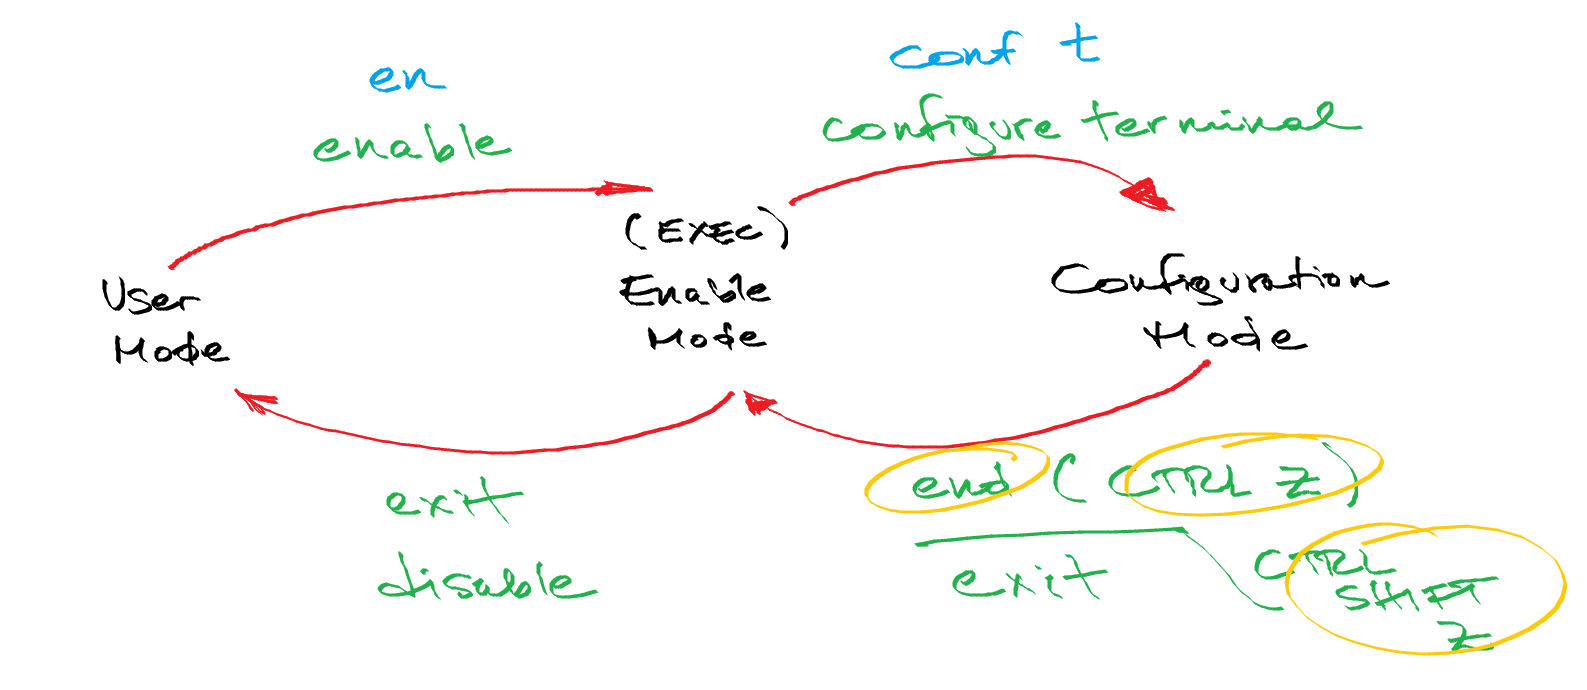 en
enable
conf t
configure terminal
User
Mode
(EXEC)
Enable
Mode
Configuration
Mode
exit
disable
end (CTRL Z)
exit
CTRL
SHIFT
Z